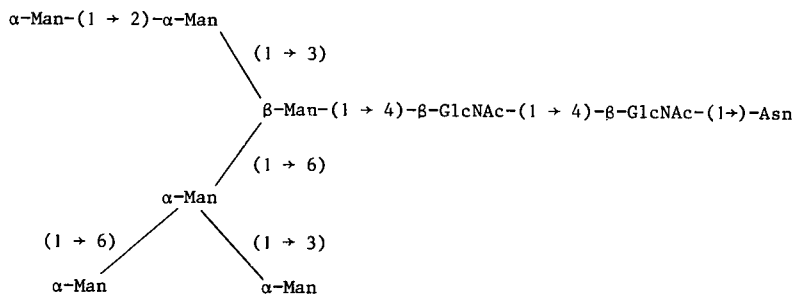 α-Man-(1 → 2)-α-Man
(1 → 3)
β-Man-(1 → 4)-β-GlcNAc-(1 → 4)-β-GlcNAc-(1→)-Asn
(1 → 6)
α-Man
(1 → 6) (1 → 3)
α-Man α-Man